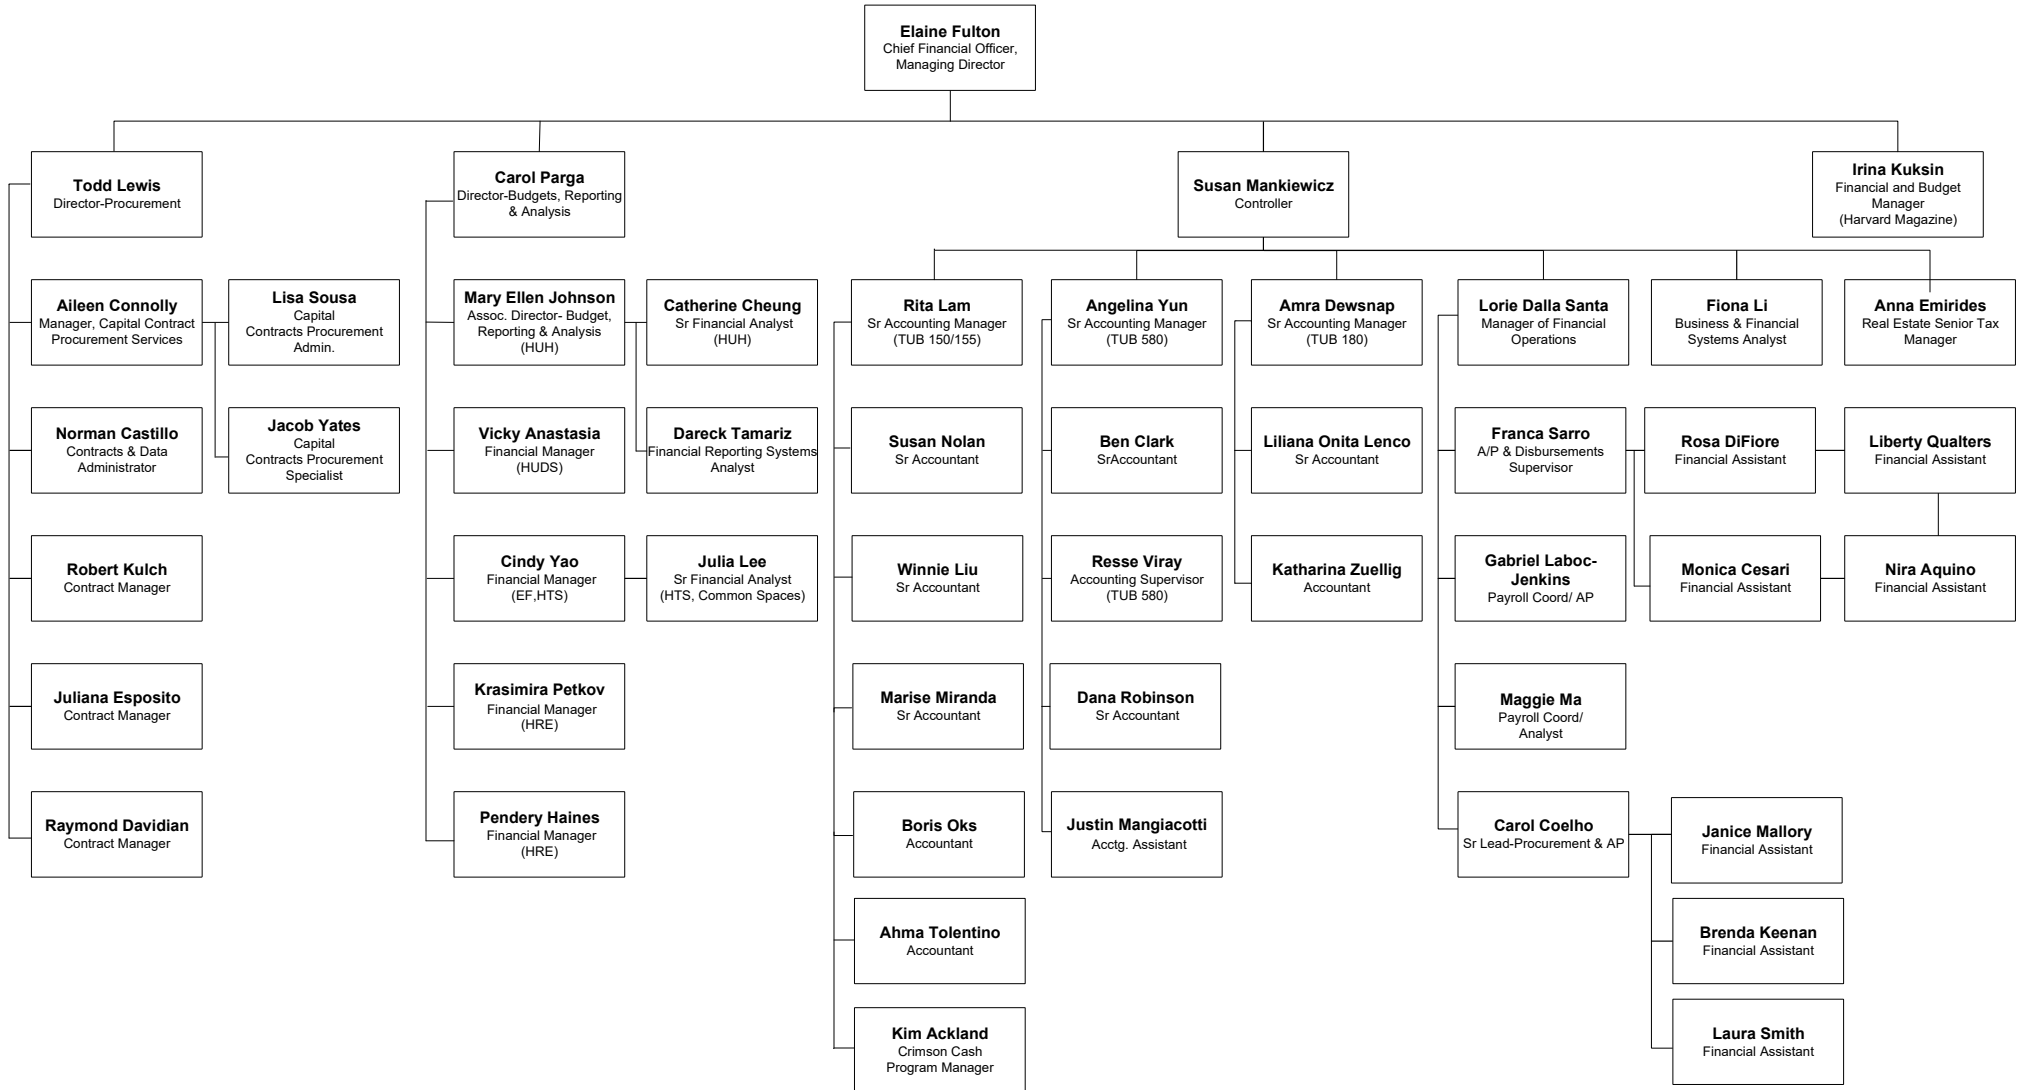 Elaine Fulton
Chief Financial Officer,
Managing Director
Todd Lewis
Director-Procurement
Carol Parga
Director-Budgets, Reporting
& Analysis
Susan Mankiewicz
Controller
Irina Kuksin
Financial and Budget
Manager
(Harvard Magazine)
Aileen Connolly
Manager, Capital Contract
Procurement Services
Lisa Sousa
Capital
Contracts Procurement
Admin.
Mary Ellen Johnson
Assoc. Director- Budget,
Reporting & Analysis
(HUH)
Catherine Cheung
Sr Financial Analyst
(HUH)
Rita Lam
Sr Accounting Manager
(TUB 150/155)
Angelina Yun
Sr Accounting Manager
(TUB 580)
Amra Dewsnap
Sr Accounting Manager
(TUB 180)
Lorie Dalla Santa
Manager of Financial
Operations
Fiona Li
Business & Financial
Systems Analyst
Anna Emirides
Real Estate Senior Tax
Manager
Norman Castillo
Contracts & Data
Administrator
Jacob Yates
Capital
Contracts Procurement
Specialist
Vicky Anastasia
Financial Manager
(HUDS)
Dareck Tamariz
Financial Reporting Systems
Analyst
Susan Nolan
Sr Accountant
Ben Clark
SrAccountant
Liliana Onita Lenco
Sr Accountant
Franca Sarro
A/P & Disbursements
Supervisor
Rosa DiFiore
Financial Assistant
Liberty Qualters
Financial Assistant
Robert Kulch
Contract Manager
Cindy Yao
Financial Manager
(EF,HTS)
Julia Lee
Sr Financial Analyst
(HTS, Common Spaces)
Winnie Liu
Sr Accountant
Resse Viray
Accounting Supervisor
(TUB 580)
Katharina Zuellig
Accountant
Gabriel Laboc-
Jenkins
Payroll Coord/ AP
Monica Cesari
Financial Assistant
Nira Aquino
Financial Assistant
Juliana Esposito
Contract Manager
Krasimira Petkov
Financial Manager
(HRE)
Marise Miranda
Sr Accountant
Dana Robinson
Sr Accountant
Maggie Ma
Payroll Coord/
Analyst
Raymond Davidian
Contract Manager
Pendery Haines
Financial Manager
(HRE)
Boris Oks
Accountant
Justin Mangiacotti
Acctg. Assistant
Carol Coelho
Sr Lead-Procurement & AP
Janice Mallory
Financial Assistant
Ahma Tolentino
Accountant
Brenda Keenan
Financial Assistant
Kim Ackland
Crimson Cash
Program Manager
Laura Smith
Financial Assistant